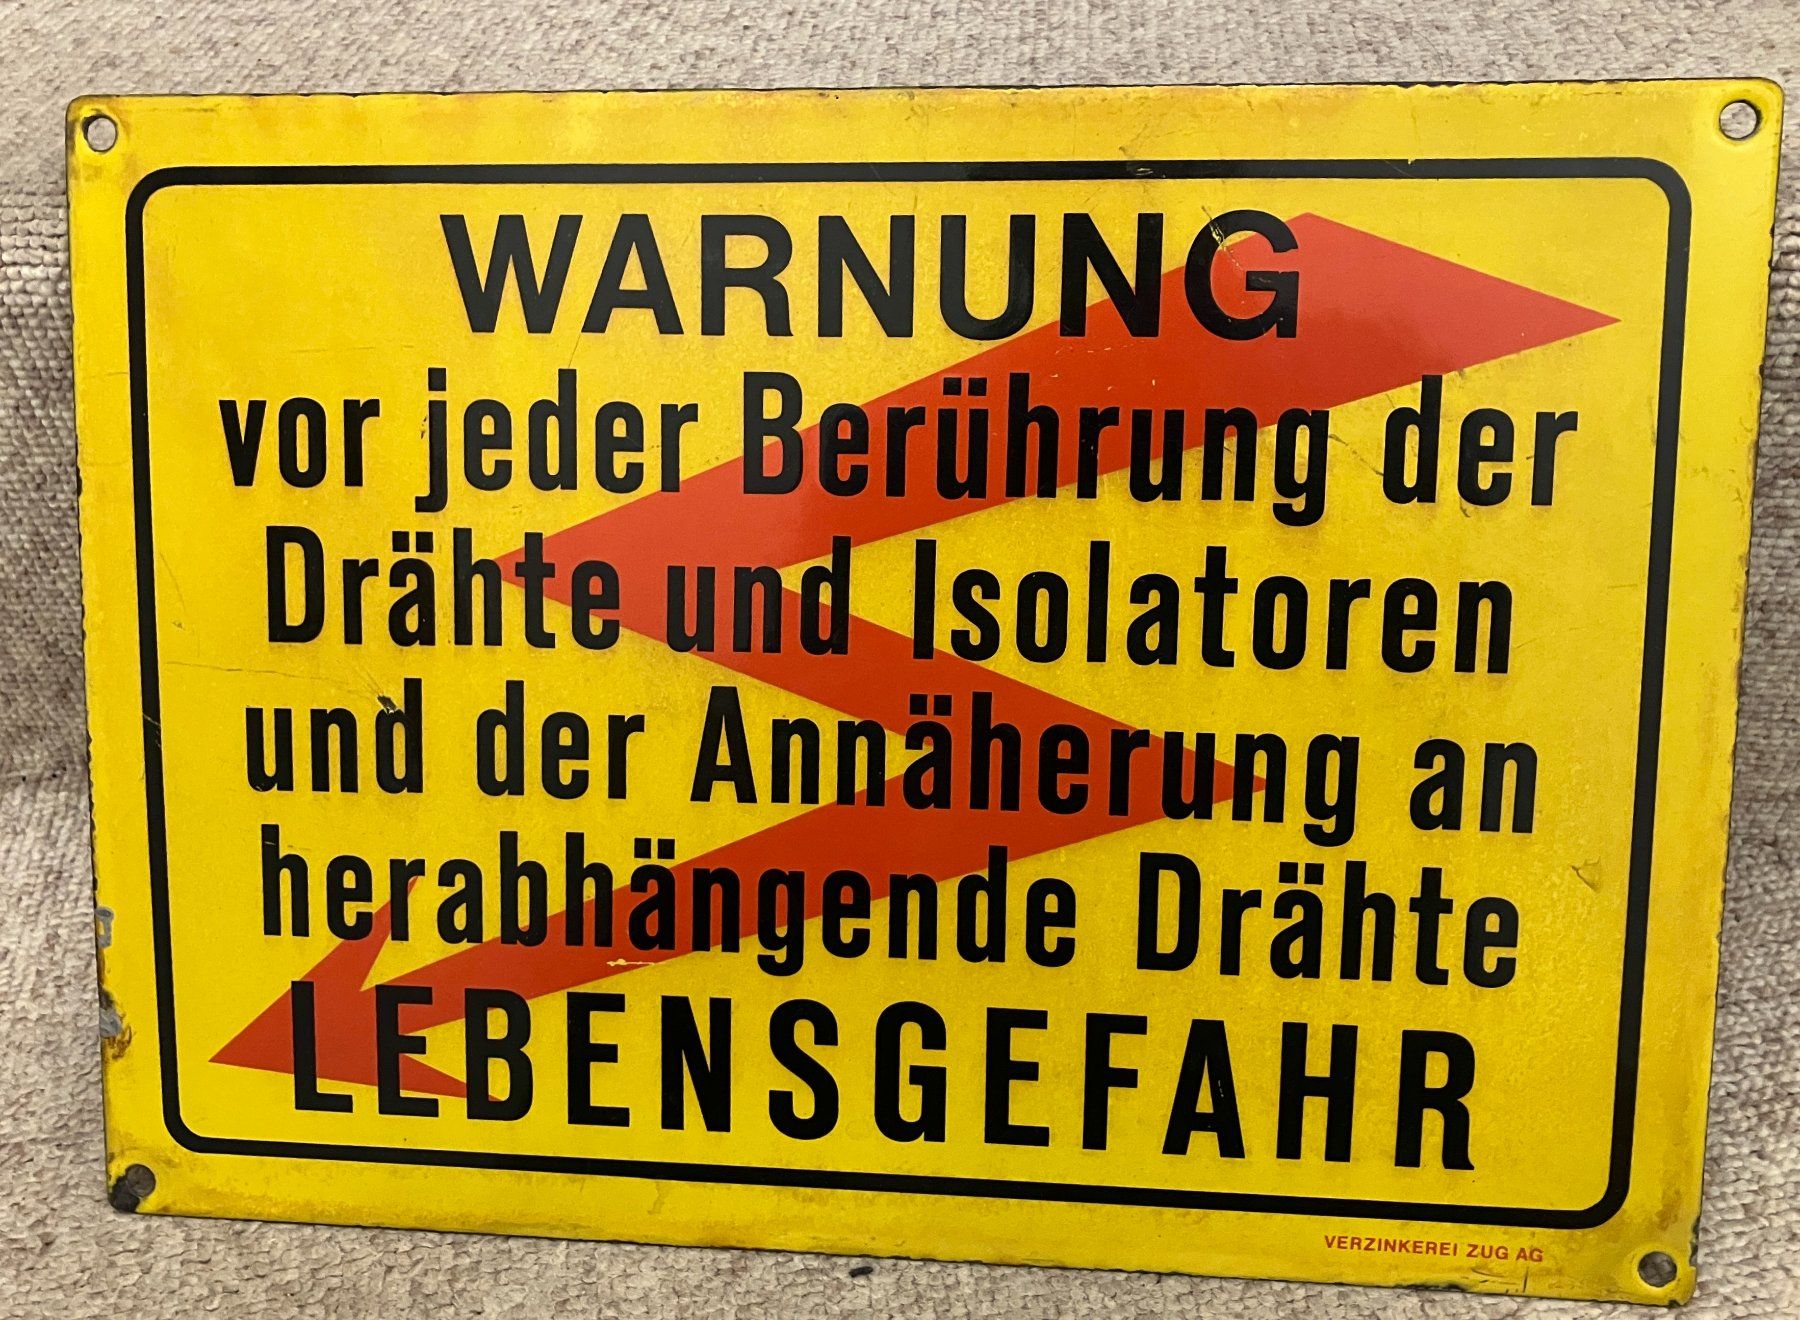 WARNUNG
vor jeder Berührung der
Drähte und Isolatoren
und der Annäherung an
herabhängende Drähte
LEBENSGEFAHR
VERZINKEREI ZUG AG